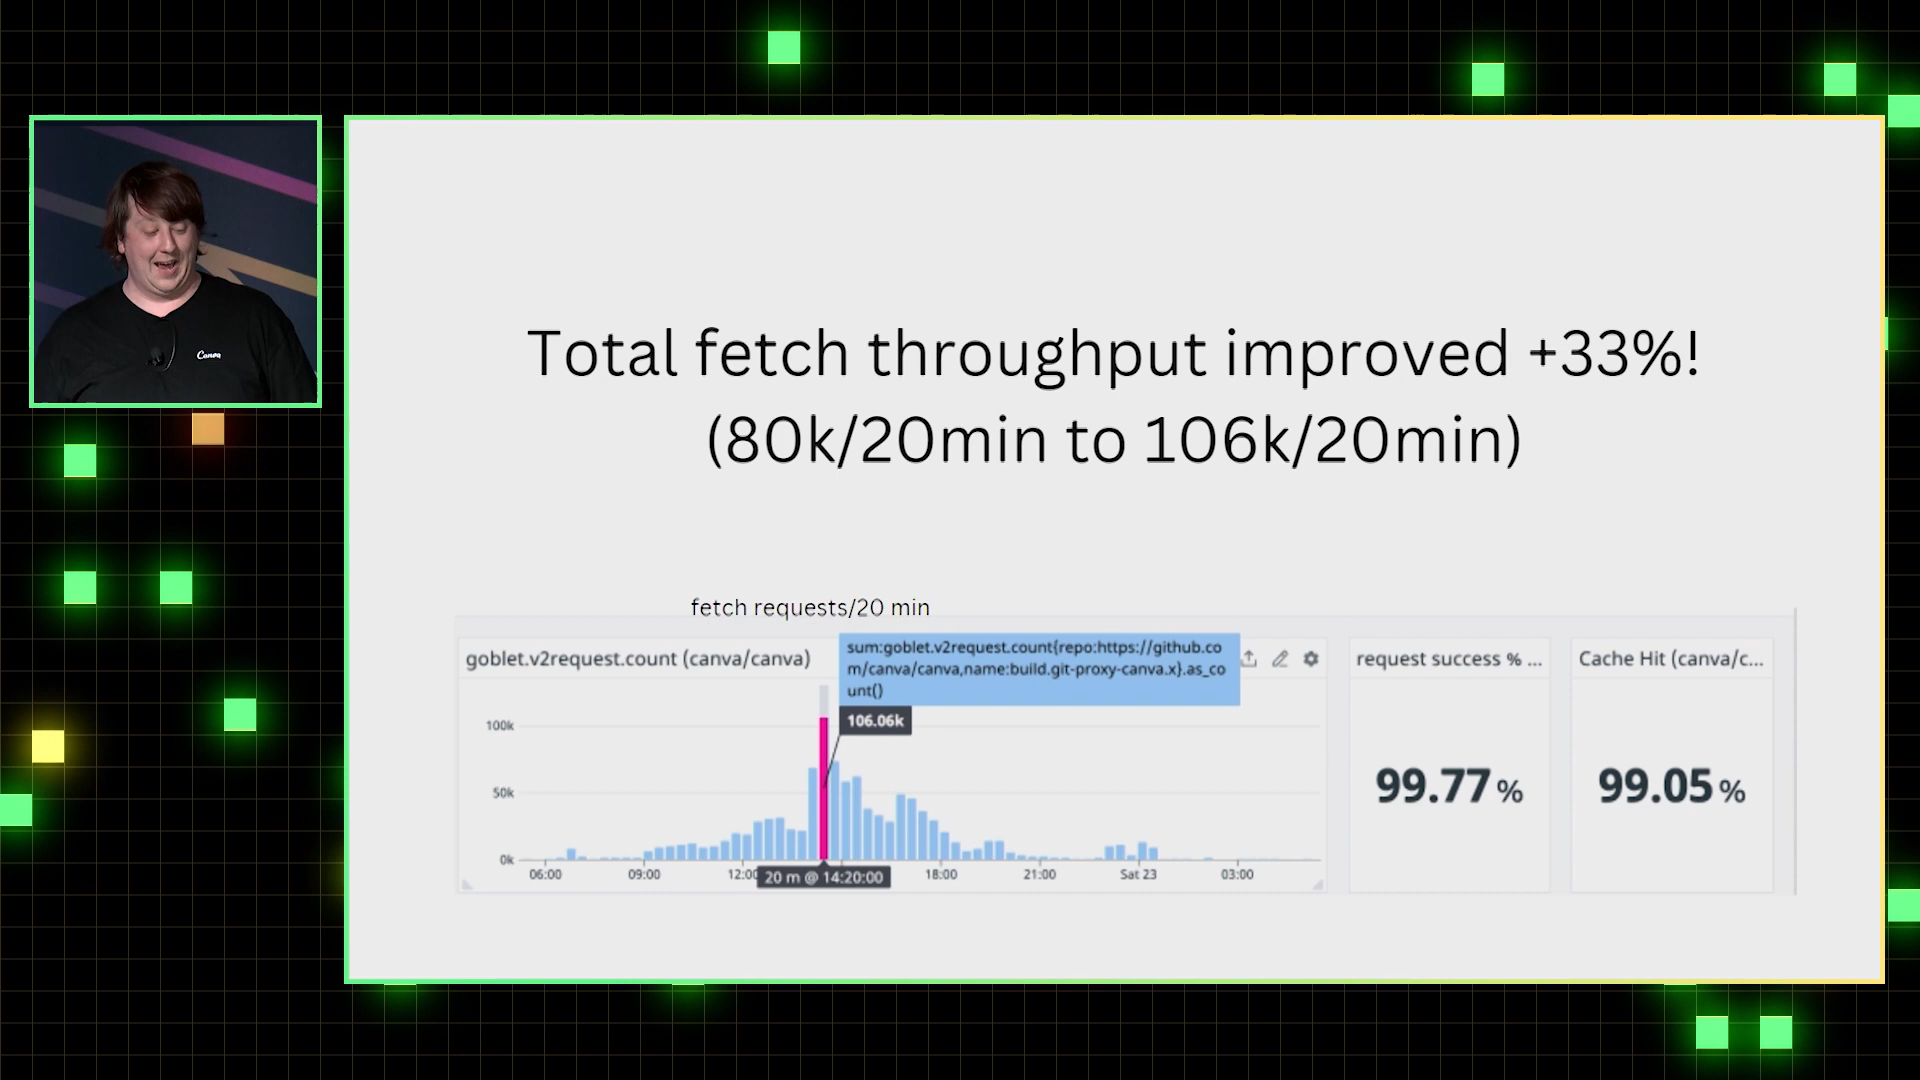 Canva
Total fetch throughput improved +33%!
(80k/20min to 106k/20min)
fetch requests/20 min
goblet.v2request.count (canva/canva)
sum:goblet.v2request.count{repo:https://github.co
m/canva/canva,name:build.git-proxy-canva.x}.as_co
unt()
106.06k
100k
50k
0k
06:00 09:00 12:00 20 m @ 14:20:00 18:00 21:00 Sat 23 03:00
request success % ...
99.77 %
Cache Hit (canva/c...
99.05 %